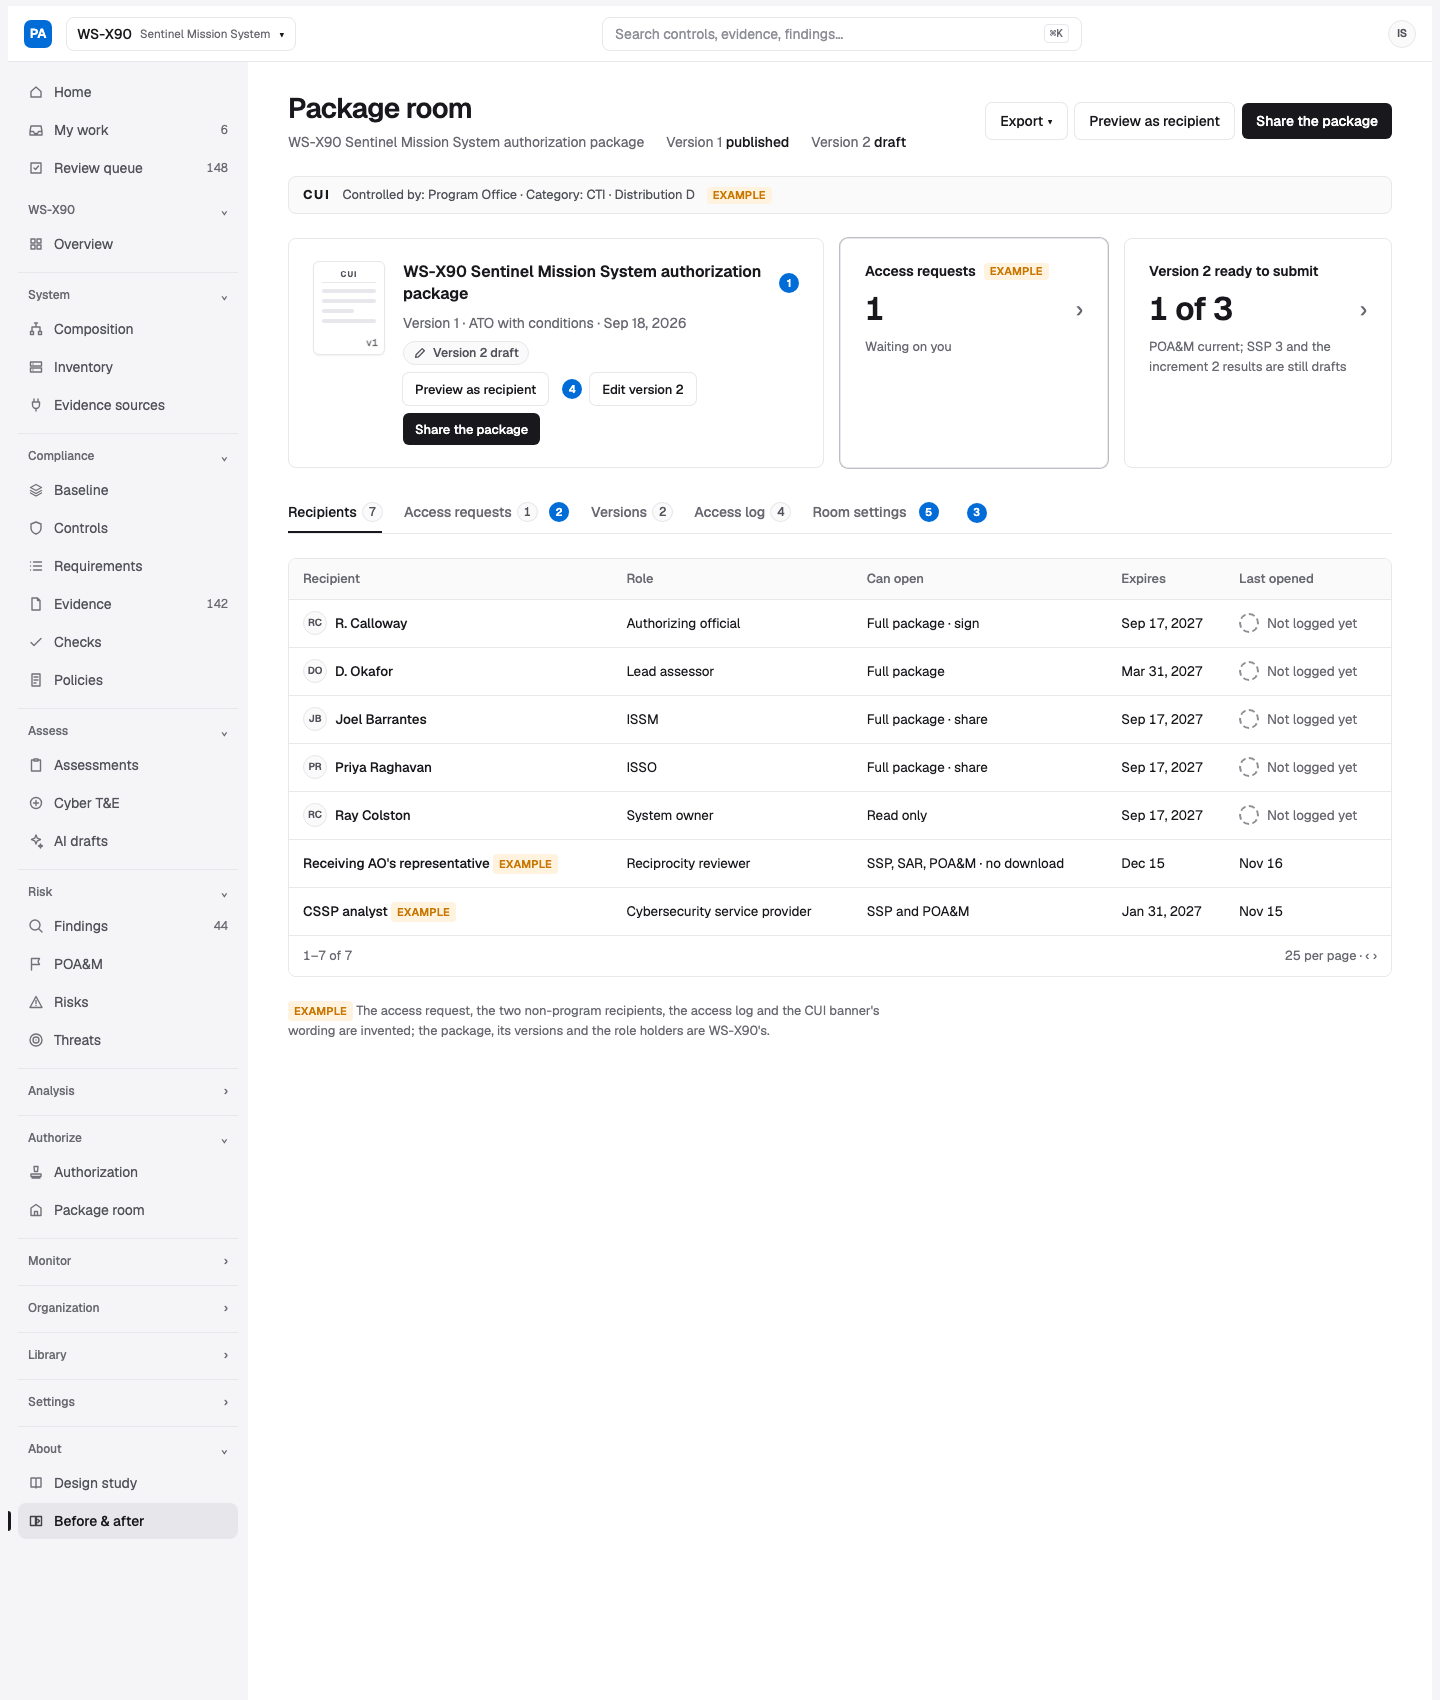 PA
WS-X90 Sentinel Mission System ▾
Search controls, evidence, findings... ⌘K
IS
Home
My work 6
Review queue 148
WS-X90
Overview
System
Composition
Inventory
Evidence sources
Compliance
Baseline
Controls
Requirements
Evidence 142
Checks
Policies
Assess
Assessments
Cyber T&E
AI drafts
Risk
Findings 44
POA&M
Risks
Threats
Analysis ›
Authorize
Authorization
Package room
Monitor ›
Organization ›
Library ›
Settings ›
About
Design study
Before & after
Package room
WS-X90 Sentinel Mission System authorization package Version 1 published Version 2 draft
Export ▾ Preview as recipient Share the package
CUI Controlled by: Program Office · Category: CTI · Distribution D EXAMPLE
CUI
v1
WS-X90 Sentinel Mission System authorization
package
1
Version 1 · ATO with conditions · Sep 18, 2026
Version 2 draft
Preview as recipient 4 Edit version 2
Share the package
Access requests EXAMPLE
1 ›
Waiting on you
Version 2 ready to submit
1 of 3 ›
POA&M current; SSP 3 and the
increment 2 results are still drafts
Recipients 7 Access requests 1 2 Versions 2 Access log 4 Room settings 5 3
Recipient Role Can open Expires Last opened
RC R. Calloway Authorizing official Full package · sign Sep 17, 2027 Not logged yet
DO D. Okafor Lead assessor Full package Mar 31, 2027 Not logged yet
JB Joel Barrantes ISSM Full package · share Sep 17, 2027 Not logged yet
PR Priya Raghavan ISSO Full package · share Sep 17, 2027 Not logged yet
RC Ray Colston System owner Read only Sep 17, 2027 Not logged yet
Receiving AO's representative EXAMPLE Reciprocity reviewer SSP, SAR, POA&M · no download Dec 15 Nov 16
CSSP analyst EXAMPLE Cybersecurity service provider SSP and POA&M Jan 31, 2027 Nov 15
1–7 of 7 25 per page · ‹ ›
EXAMPLE The access request, the two non-program recipients, the access log and the CUI banner's
wording are invented; the package, its versions and the role holders are WS-X90's.